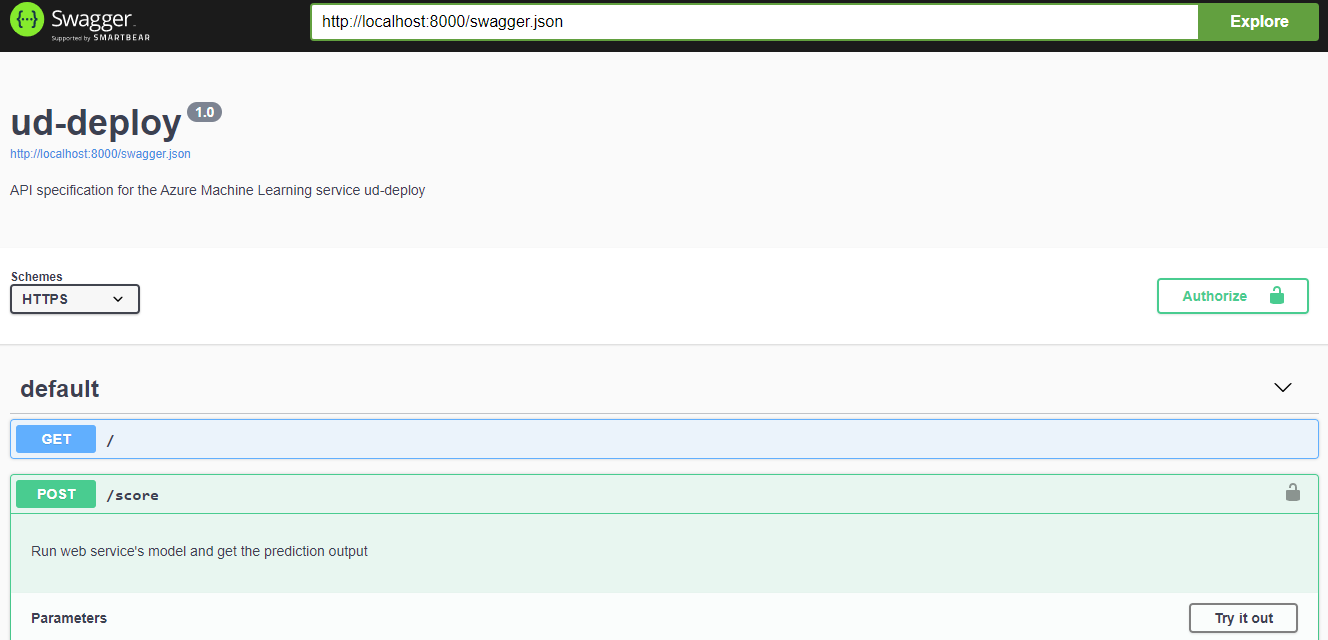 {··} Swagger.
Supported by SMARTBEAR
http://localhost:8000/swagger.json
Explore
ud-deploy 1.0
http://localhost:8000/swagger.json
API specification for the Azure Machine Learning service ud-deploy
Schemes
HTTPS
Authorize
default
GET /
POST /score
Run web service's model and get the prediction output
Parameters
Try it out